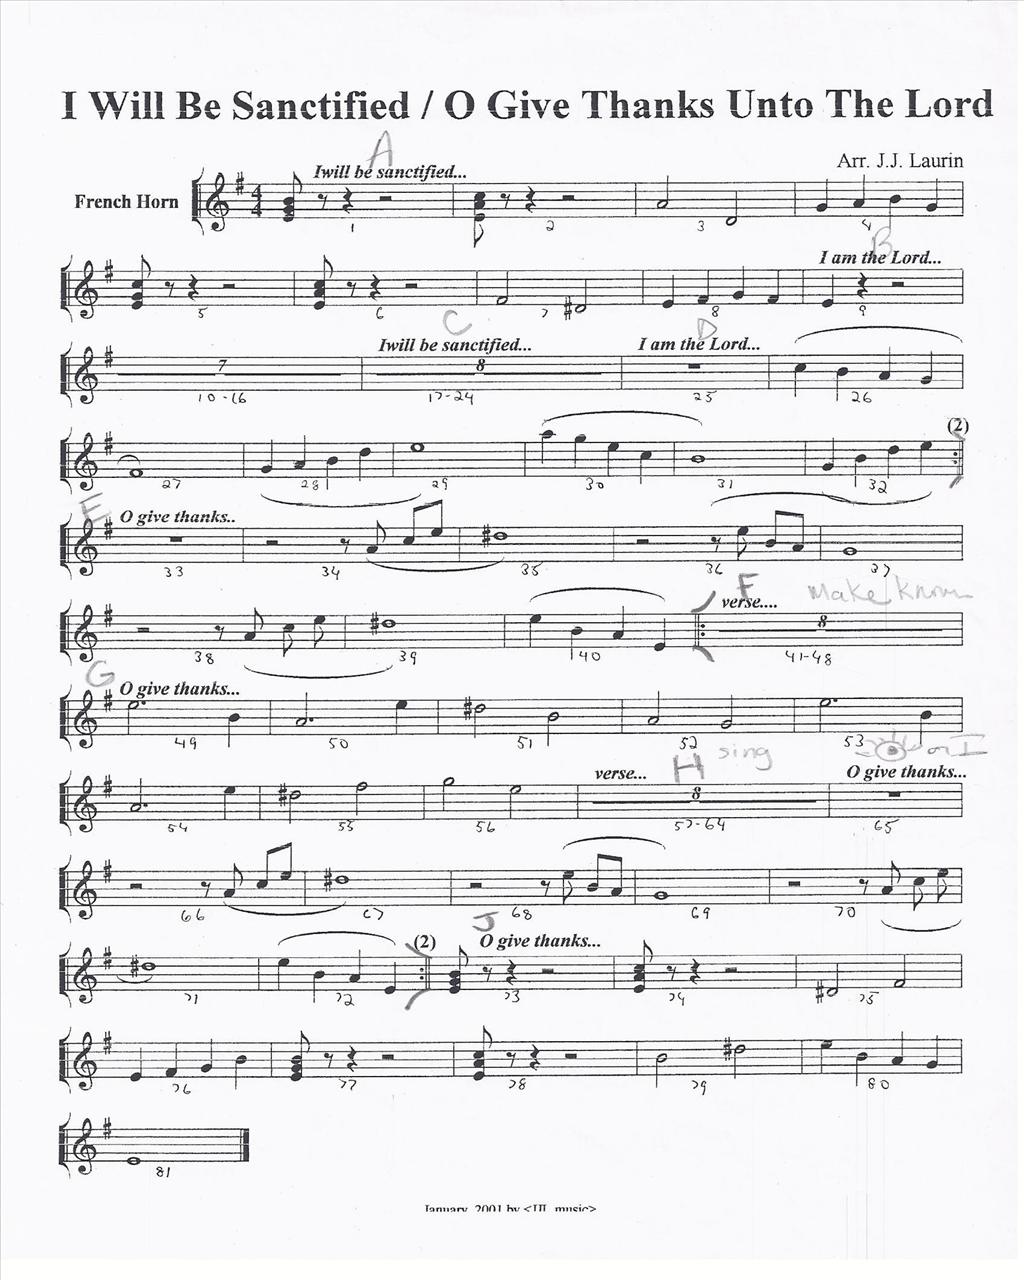 I Will Be Sanctified / O Give Thanks Unto The Lord
A
Arr. J.J. Laurin
Iwill be sanctified...
French Horn
4
4
1 2 3 4
B
I am the Lord...
5 6 7 8 9
C D
Iwill be sanctified... I am the Lord...
7 8
10-16 17-24 25 26
(2)
27 28 29 30 31 32
E
O give thanks..
33 34 35 36 37
F
verse.... Make known
8
38 39 40 41-48
G
O give thanks...
49 50 51 52 53
H sing on I
verse... O give thanks...
8
54 55 56 57-64 65
66 67 68 69 70
J
(2) O give thanks...
71 72 73 74 75
76 77 78 79 80
81
January, 2001 by <JJL music>